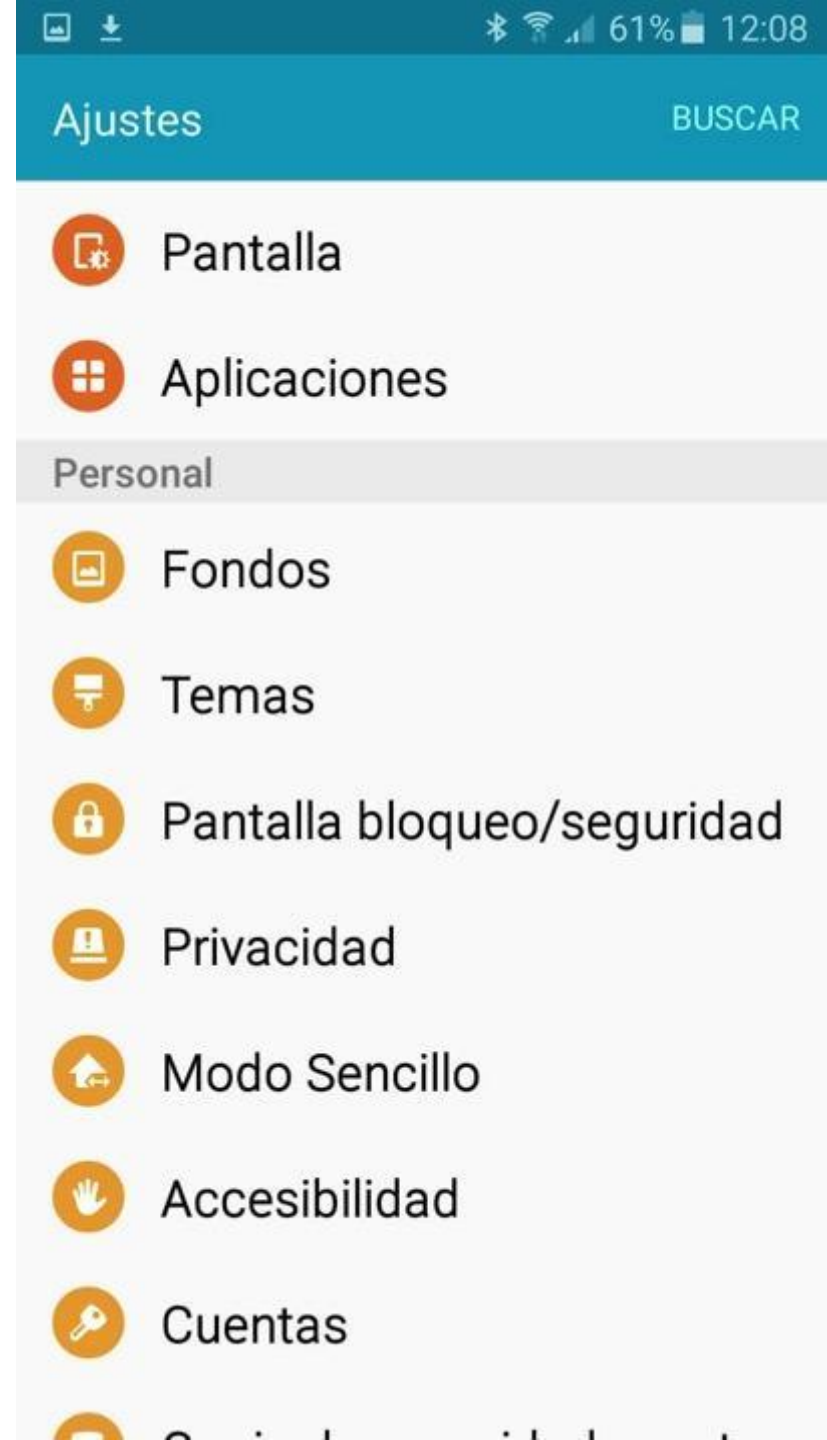 61% 12:08
Ajustes BUSCAR
Pantalla
Aplicaciones
Personal
Fondos
Temas
Pantalla bloqueo/seguridad
Privacidad
Modo Sencillo
Accesibilidad
Cuentas